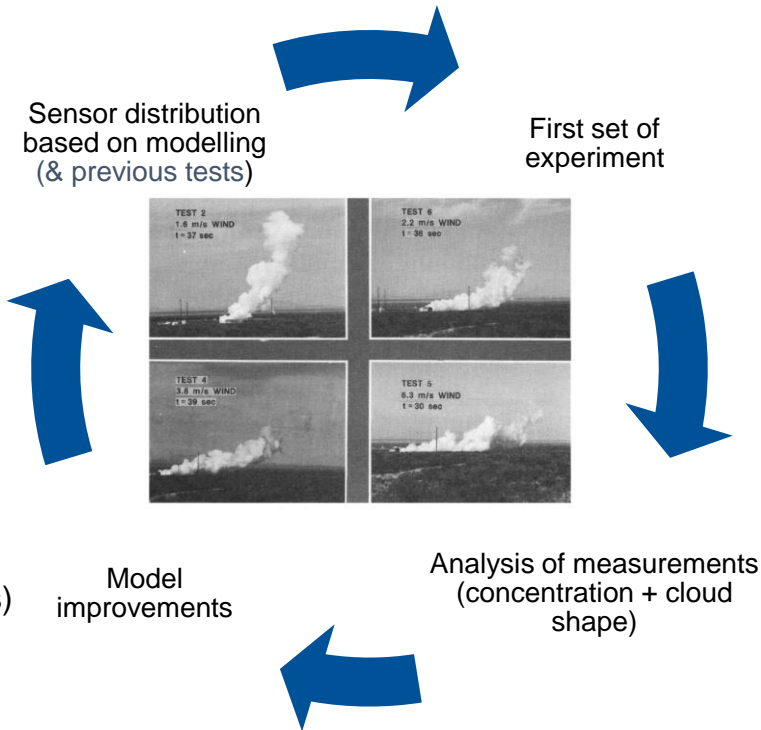 Sensor distribution
based on modelling
(& previous tests)
First set of
experiment
TEST 2
1.6 m/s WIND
t = 37 sec
TEST 6
2.2 m/s WIND
t = 38 sec
TEST 4
3.6 m/s WIND
t = 39 sec
TEST 5
5.3 m/s WIND
t = 30 sec
Analysis of measurements
(concentration + cloud
shape)
Model
improvements
)